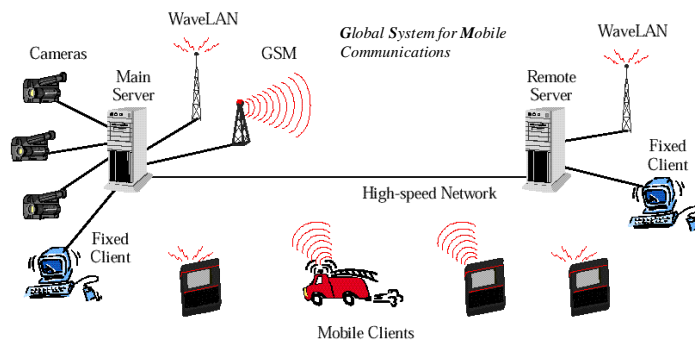 WaveLAN
Global System for Mobile
Communications
WaveLAN
Cameras
GSM
Main
Server
Remote
Server
Fixed
Client
High-speed Network
Fixed
Client
Mobile Clients